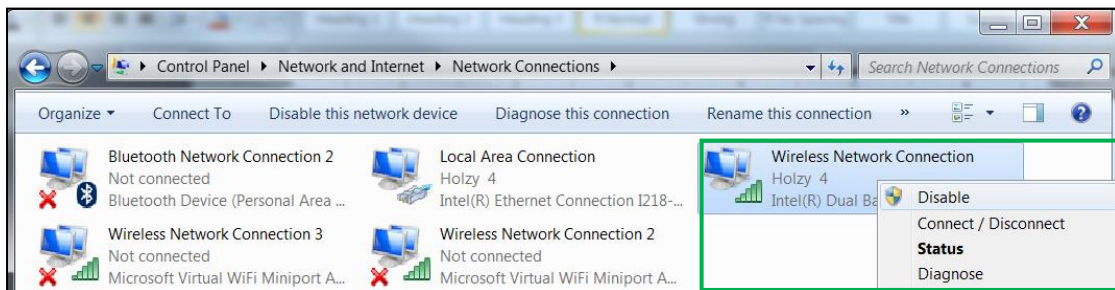 Control Panel ▸ Network and Internet ▸ Network Connections ▸ Search Network Connections
Organize Connect To Disable this network device Diagnose this connection Rename this connection »
Bluetooth Network Connection 2
Not connected
Bluetooth Device (Personal Area ...
Local Area Connection
Holzy 4
Intel(R) Ethernet Connection I218-...
Wireless Network Connection
Holzy 4
Intel(R) Dual Ba
Disable
Connect / Disconnect
Status
Diagnose
Wireless Network Connection 3
Not connected
Microsoft Virtual WiFi Miniport A...
Wireless Network Connection 2
Not connected
Microsoft Virtual WiFi Miniport A...